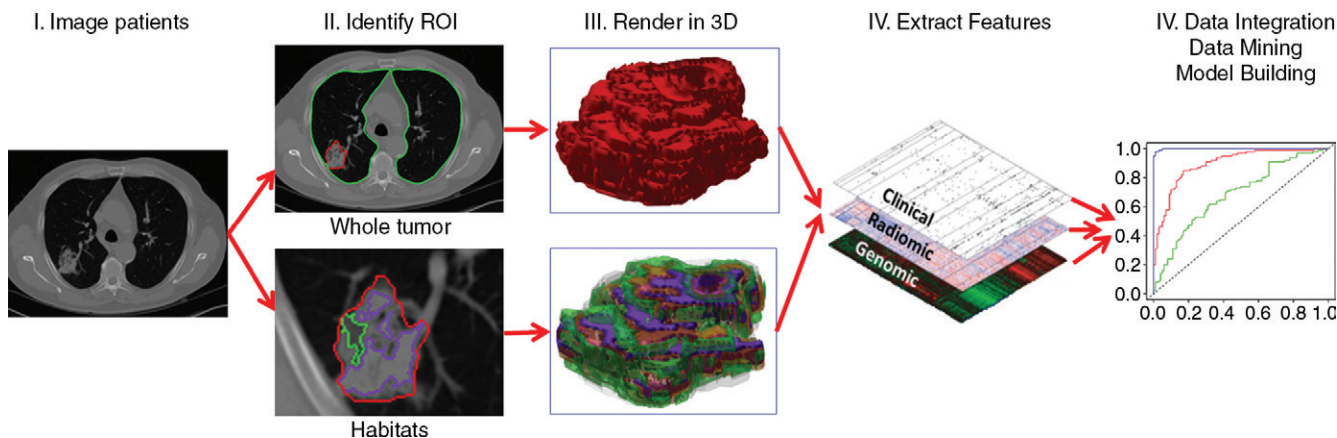 I. Image patients
II. Identify ROI
III. Render in 3D
IV. Extract Features
IV. Data Integration
Data Mining
Model Building
Whole tumor
Habitats
Clinical
Radiomic
Genomic
1.0
0.8
0.6
0.4
0.2
0.0
0.0 0.2 0.4 0.6 0.8 1.0